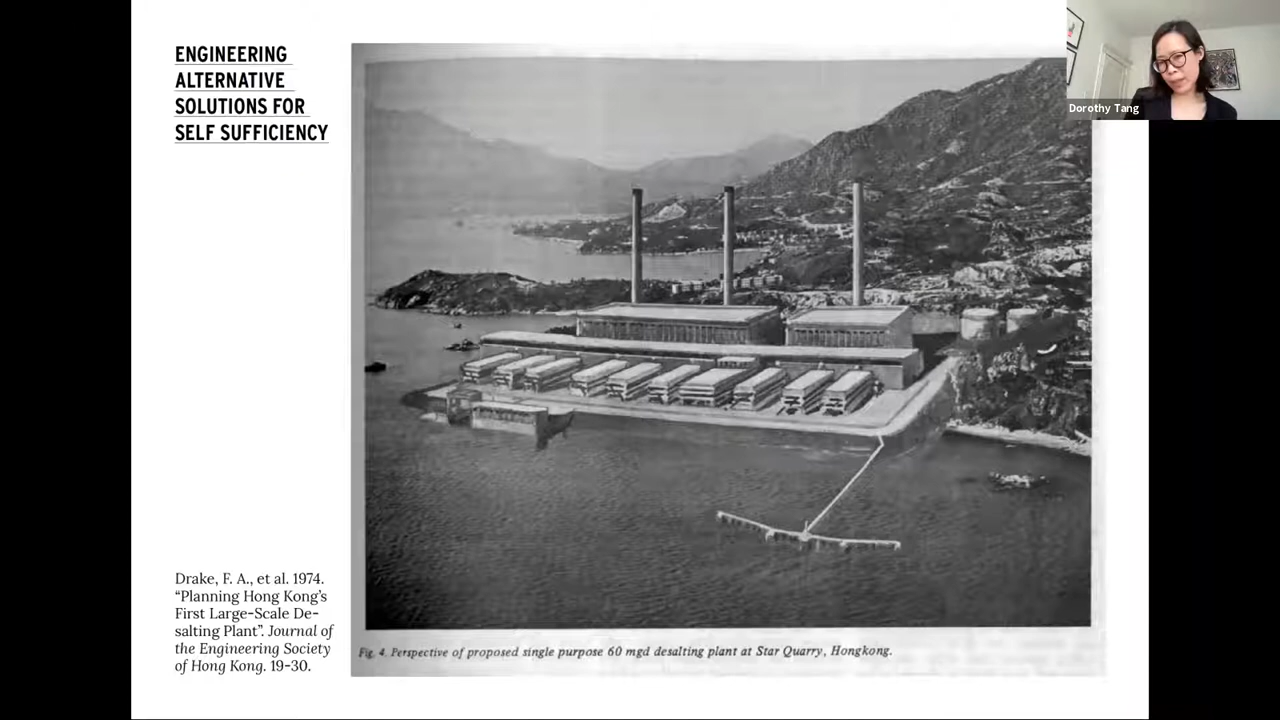 ENGINEERING
ALTERNATIVE
SOLUTIONS FOR
SELF SUFFICIENCY
Dorothy Tang
Drake, F. A., et al. 1974.
“Planning Hong Kong’s
First Large-Scale De-
salting Plant”. Journal of
the Engineering Society
of Hong Kong. 19-30.
Fig. 4. Perspective of proposed single purpose 60 mgd desalting plant at Star Quarry, Hongkong.